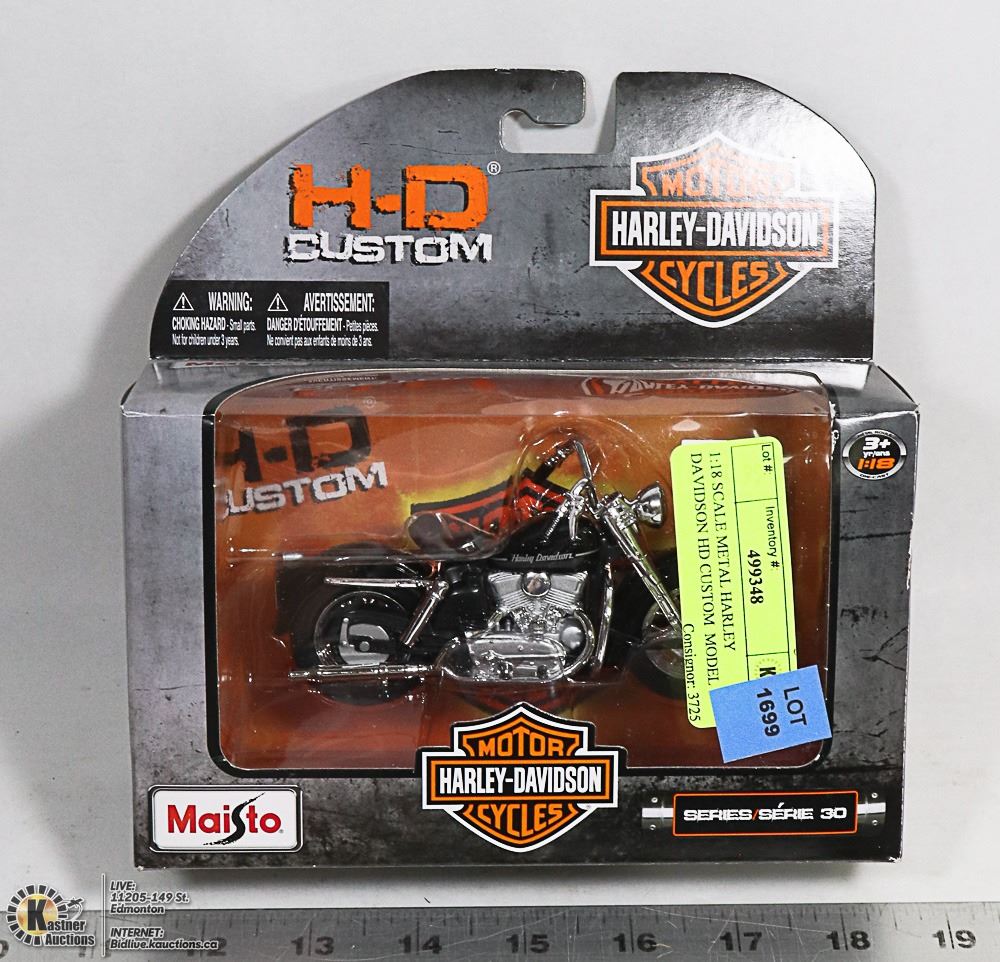 H-D®
CUSTOM
MOTOR
HARLEY-DAVIDSON
CYCLES
⚠ WARNING:
CHOKING HAZARD - Small parts.
Not for children under 3 years.
⚠ AVERTISSEMENT:
DANGER D'ÉTOUFFEMENT - Petites pièces.
Ne convient pas aux enfants de moins de 3 ans.
H-D
CUSTOM
3+
yr/ans
1:18
DIE-CAST
Harley Davidson
Lot #:
Inventory #:
499348
1:18 SCALE METAL HARLEY
DAVIDSON HD CUSTOM MODEL
Consignor: 3725
LOT
1699
MOTOR
HARLEY-DAVIDSON
CYCLES
Maisto
SERIES/SÉRIE 30
K
Kastner
Auctions
LIVE:
11205-149 St.
Edmonton
INTERNET:
Bidlive.kauctions.ca
12 13 14 15 16 17 18 19